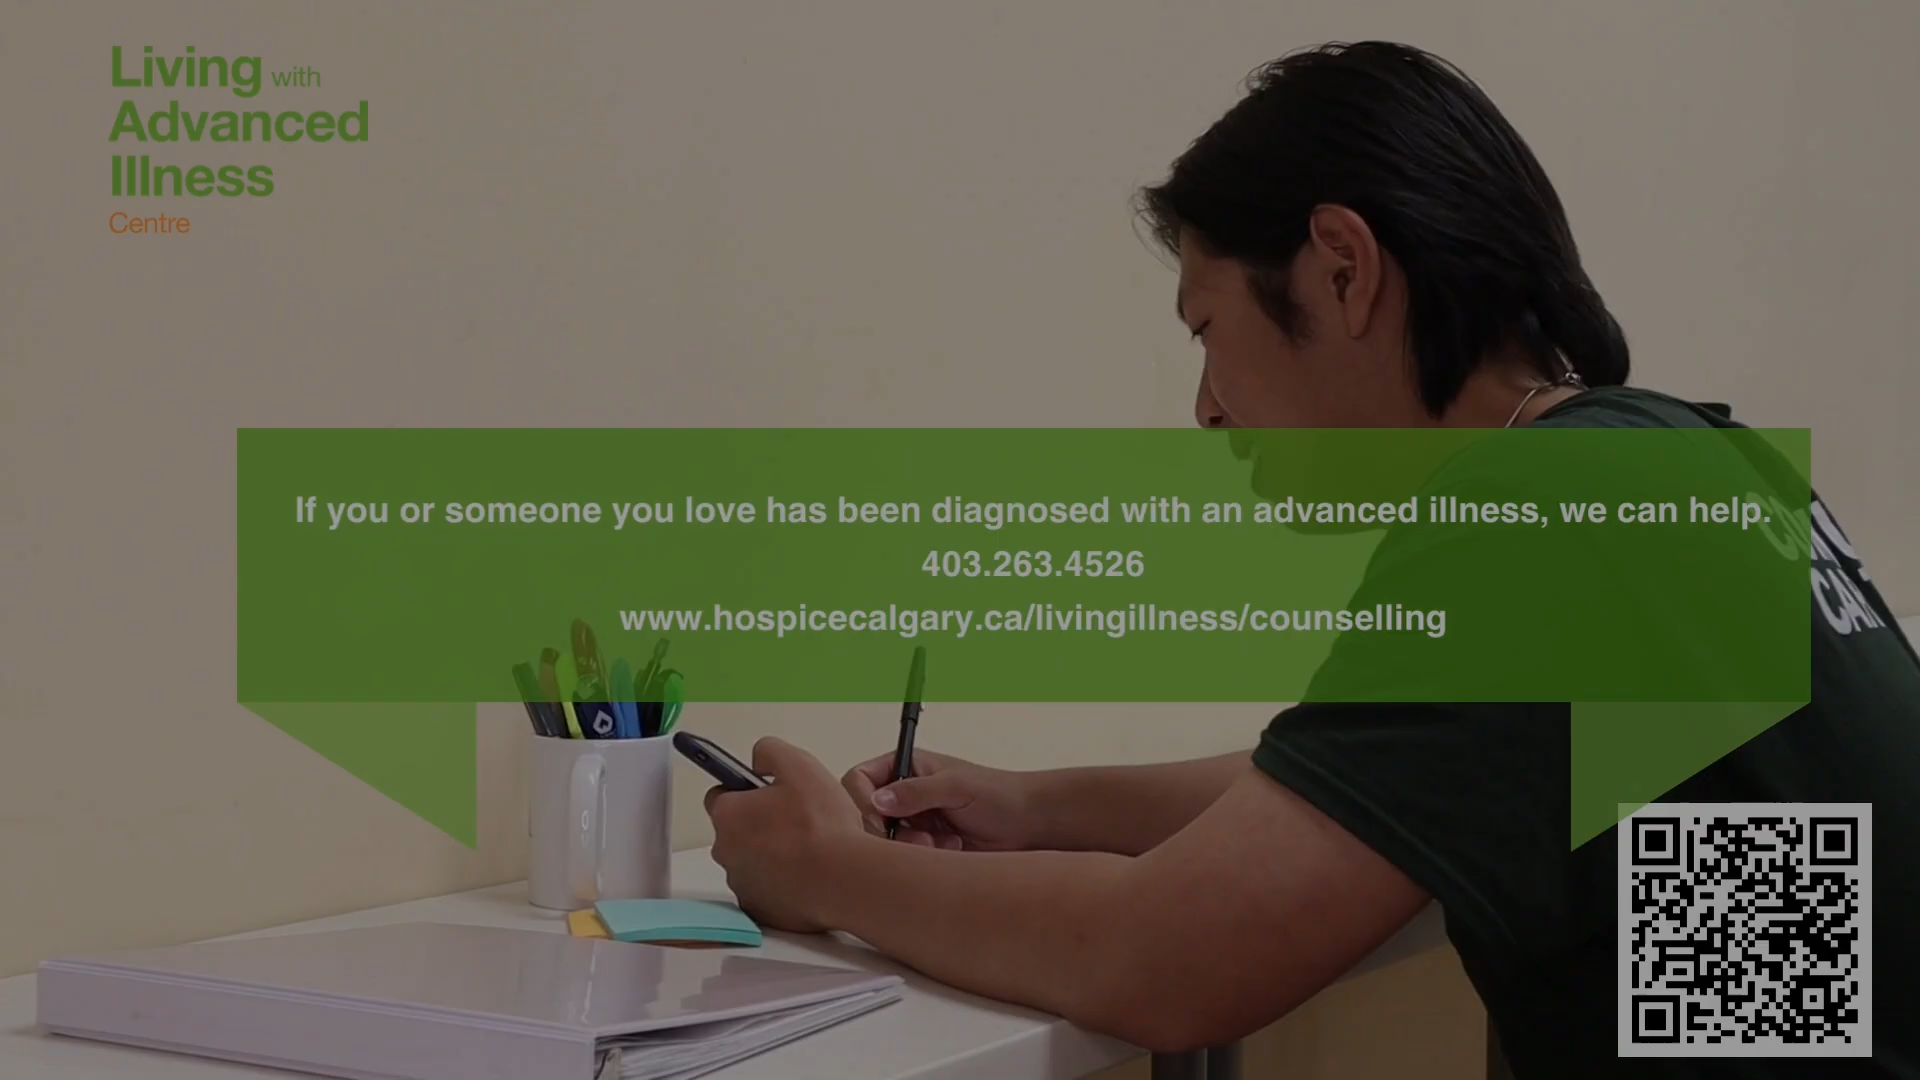 Living with
Advanced
Illness
Centre
If you or someone you love has been diagnosed with an advanced illness, we can help.
403.263.4526
www.hospicecalgary.ca/livingillness/counselling